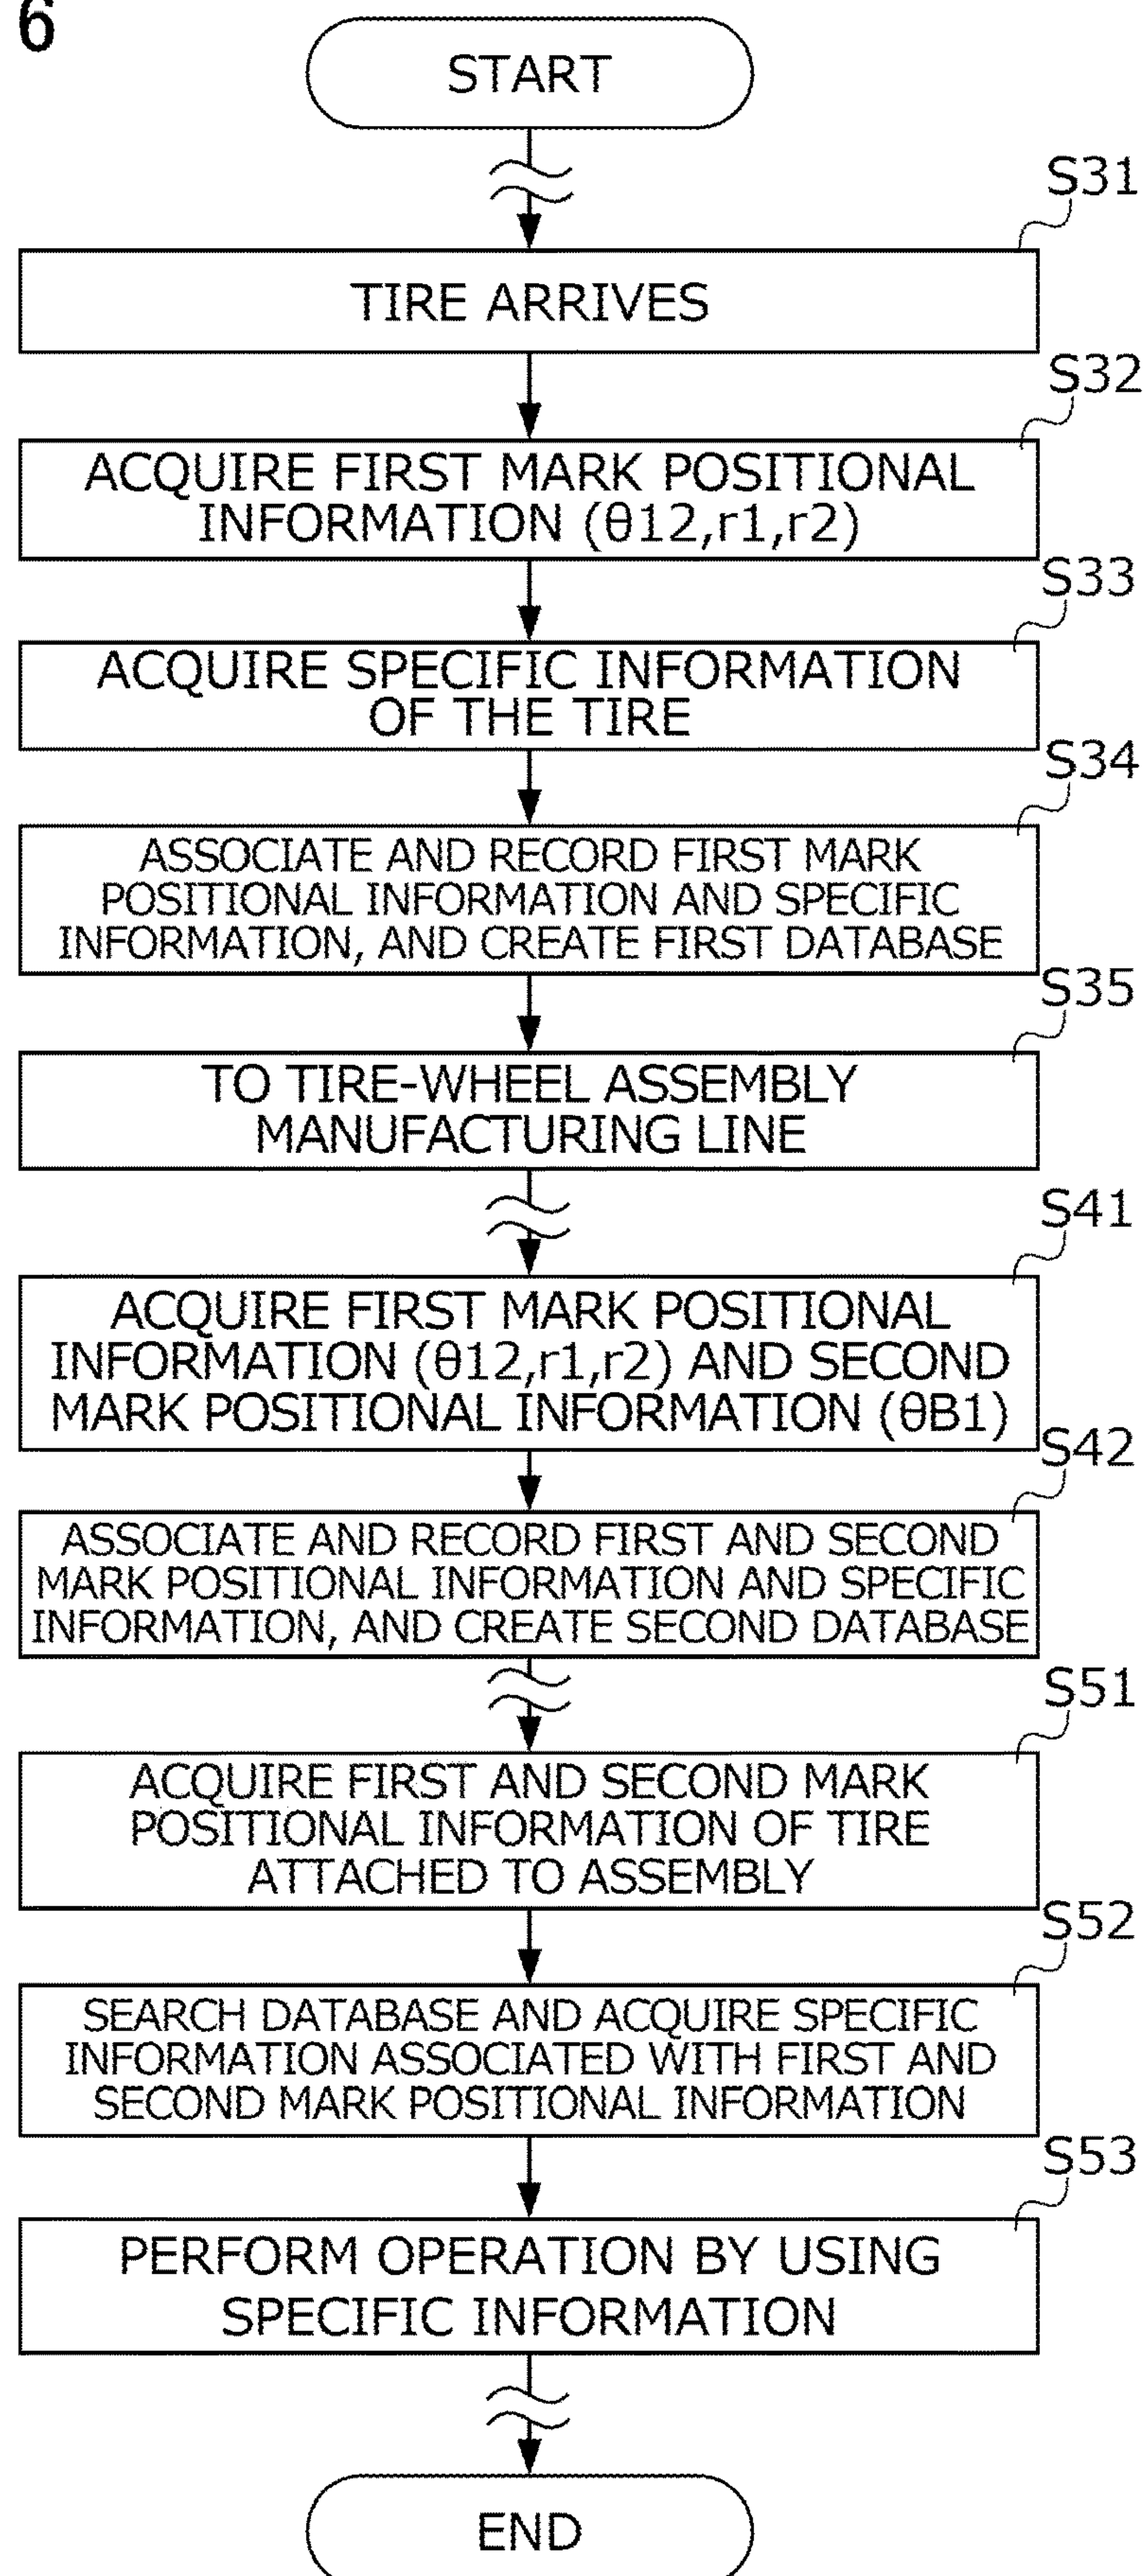 6
START
S31
TIRE ARRIVES
S32
ACQUIRE FIRST MARK POSITIONAL
INFORMATION (θ12,r1,r2)
S33
ACQUIRE SPECIFIC INFORMATION
OF THE TIRE
S34
ASSOCIATE AND RECORD FIRST MARK
POSITIONAL INFORMATION AND SPECIFIC
INFORMATION, AND CREATE FIRST DATABASE
S35
TO TIRE-WHEEL ASSEMBLY
MANUFACTURING LINE
S41
ACQUIRE FIRST MARK POSITIONAL
INFORMATION (θ12,r1,r2) AND SECOND
MARK POSITIONAL INFORMATION (θB1)
S42
ASSOCIATE AND RECORD FIRST AND SECOND
MARK POSITIONAL INFORMATION AND SPECIFIC
INFORMATION, AND CREATE SECOND DATABASE
S51
ACQUIRE FIRST AND SECOND MARK
POSITIONAL INFORMATION OF TIRE
ATTACHED TO ASSEMBLY
S52
SEARCH DATABASE AND ACQUIRE SPECIFIC
INFORMATION ASSOCIATED WITH FIRST AND
SECOND MARK POSITIONAL INFORMATION
S53
PERFORM OPERATION BY USING
SPECIFIC INFORMATION
END